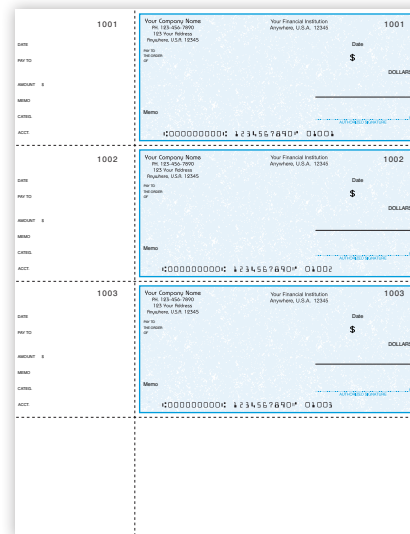 1001
DATE
PAY TO
AMOUNT $
MEMO
CATEG.
ACCT.
Your Company Name
PH. 123-456-7890
123 Your Address
Anywhere, U.S.A. 12345
Your Financial Institution
Anywhere, U.S.A. 12345
1001
Date
PAY TO
THE ORDER
OF
$
DOLLARS
Memo
AUTHORIZED SIGNATURE
⑆000000000⑆ 1234567890⑈ 01001
1002
DATE
PAY TO
AMOUNT $
MEMO
CATEG.
ACCT.
Your Company Name
PH. 123-456-7890
123 Your Address
Anywhere, U.S.A. 12345
Your Financial Institution
Anywhere, U.S.A. 12345
1002
Date
PAY TO
THE ORDER
OF
$
DOLLARS
Memo
AUTHORIZED SIGNATURE
⑆000000000⑆ 1234567890⑈ 01002
1003
DATE
PAY TO
AMOUNT $
MEMO
CATEG.
ACCT.
Your Company Name
PH. 123-456-7890
123 Your Address
Anywhere, U.S.A. 12345
Your Financial Institution
Anywhere, U.S.A. 12345
1003
Date
PAY TO
THE ORDER
OF
$
DOLLARS
Memo
AUTHORIZED SIGNATURE
⑆000000000⑆ 1234567890⑈ 01003